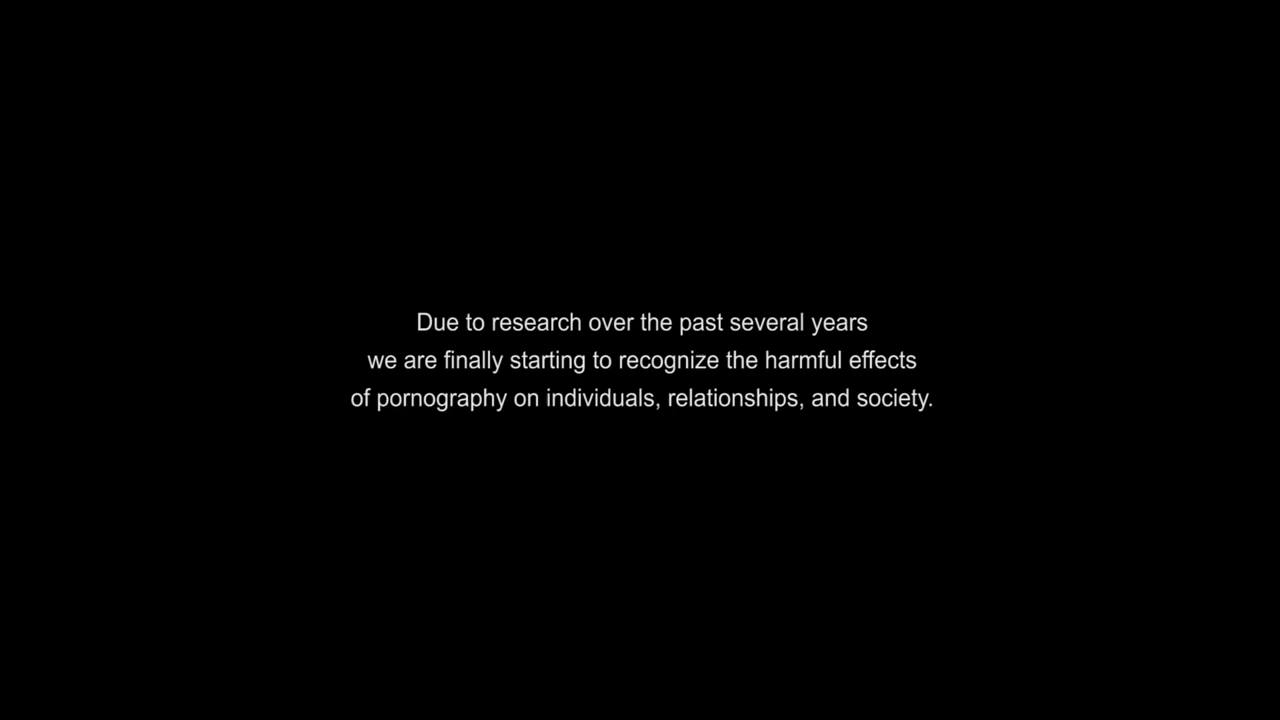 Due to research over the past several years
we are finally starting to recognize the harmful effects
of pornography on individuals, relationships, and society.